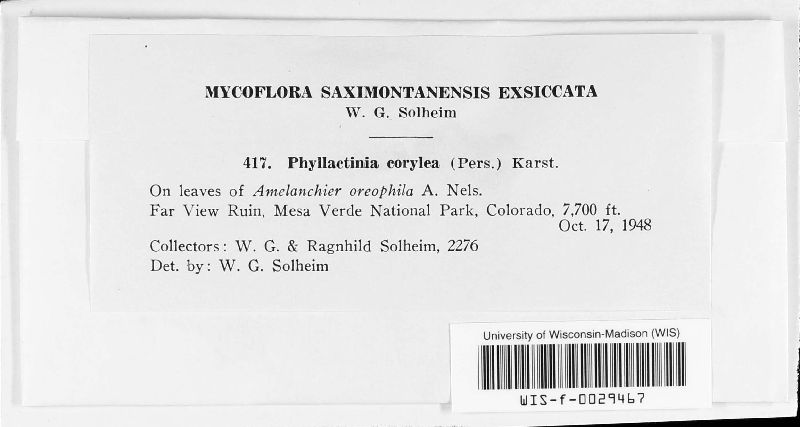 MYCOFLORA SAXIMONTANENSIS EXSICCATA
W. G. Solheim
417. Phyllactinia corylea (Pers.) Karst.
On leaves of Amelanchier oreophila A. Nels.
Far View Ruin, Mesa Verde National Park, Colorado, 7,700 ft.
Oct. 17, 1948
Collectors: W. G. & Ragnhild Solheim, 2276
Det. by: W. G. Solheim
University of Wisconsin-Madison (WIS)
WIS-f-0029467